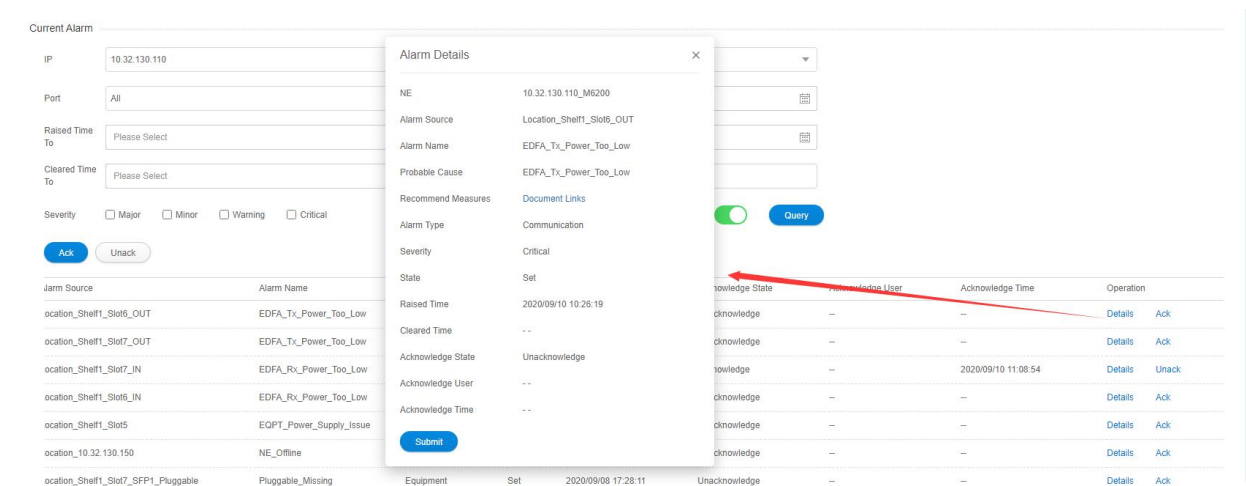 Current Alarm
IP 10.32.130.110
Port All
Raised Time To Please Select
Cleared Time To Please Select
Severity Major Minor Warning Critical Query
Ack Unack
Alarm Details ×
NE 10.32.130.110_M6200
Alarm Source Location_Shelf1_Slot6_OUT
Alarm Name EDFA_Tx_Power_Too_Low
Probable Cause EDFA_Tx_Power_Too_Low
Recommend Measures Document Links
Alarm Type Communication
Severity Critical
State Set
Raised Time 2020/09/10 10:26:19
Cleared Time - -
Acknowledge State Unacknowledge
Acknowledge User - -
Acknowledge Time - -
Submit
larm Source Alarm Name nowledge State Acknowledge User Acknowledge Time Operation
ocation_Shelf1_Slot6_OUT EDFA_Tx_Power_Too_Low cknowledge -- -- Details Ack
ocation_Shelf1_Slot7_OUT EDFA_Tx_Power_Too_Low cknowledge -- -- Details Ack
ocation_Shelf1_Slot7_IN EDFA_Rx_Power_Too_Low nowledge -- 2020/09/10 11:08:54 Details Unack
ocation_Shelf1_Slot6_IN EDFA_Rx_Power_Too_Low cknowledge -- -- Details Ack
ocation_Shelf1_Slot5 EQPT_Power_Supply_Issue cknowledge -- -- Details Ack
ocation_10.32.130.150 NE_Offline cknowledge -- -- Details Ack
ocation_Shelf1_Slot7_SFP1_Pluggable Pluggable_Missing Equipment Set 2020/09/08 17:28:11 Unacknowledge -- -- Details Ack